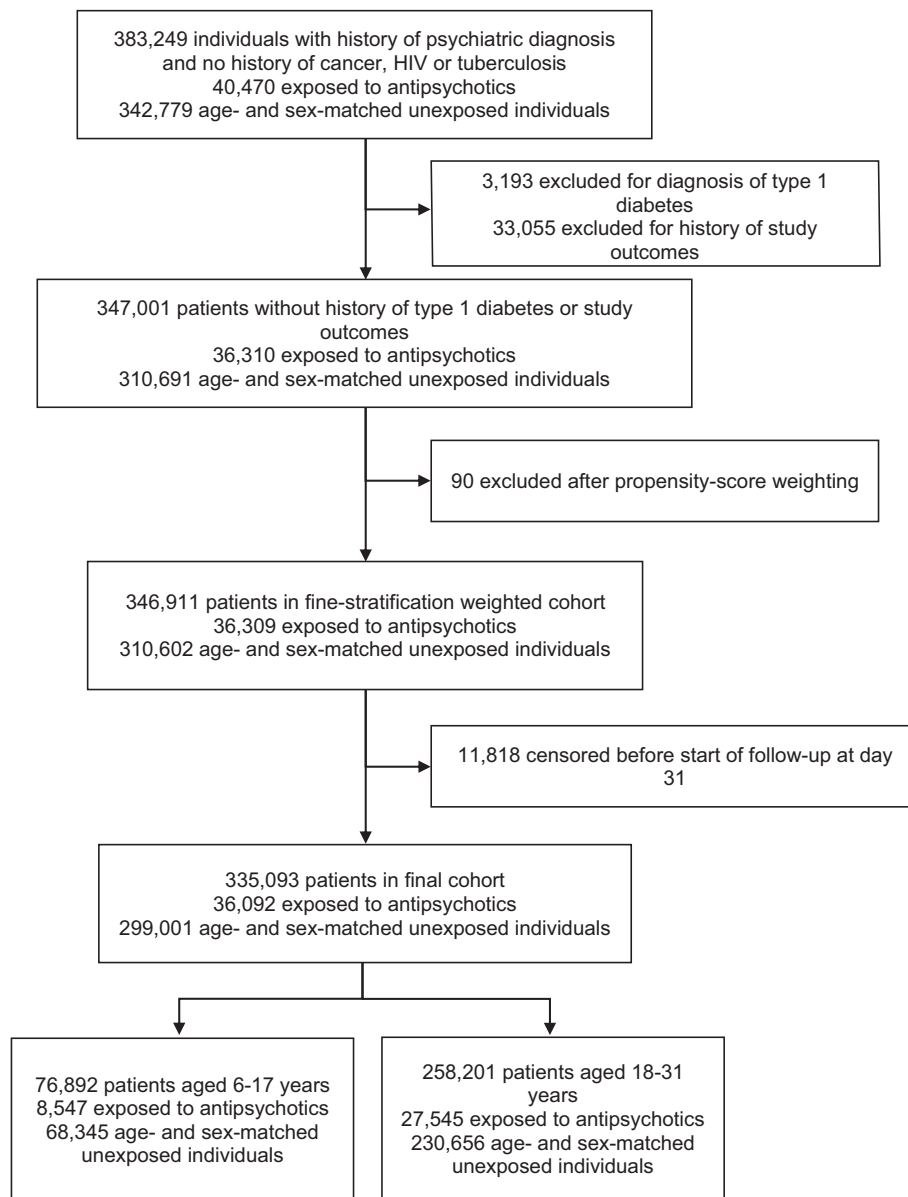 383,249 individuals with history of psychiatric diagnosis
and no history of cancer, HIV or tuberculosis
40,470 exposed to antipsychotics
342,779 age- and sex-matched unexposed individuals
3,193 excluded for diagnosis of type 1
diabetes
33,055 excluded for history of study
outcomes
347,001 patients without history of type 1 diabetes or study
outcomes
36,310 exposed to antipsychotics
310,691 age- and sex-matched unexposed individuals
90 excluded after propensity-score weighting
346,911 patients in fine-stratification weighted cohort
36,309 exposed to antipsychotics
310,602 age- and sex-matched unexposed individuals
11,818 censored before start of follow-up at day
31
335,093 patients in final cohort
36,092 exposed to antipsychotics
299,001 age- and sex-matched unexposed individuals
76,892 patients aged 6-17 years
8,547 exposed to antipsychotics
68,345 age- and sex-matched
unexposed individuals
258,201 patients aged 18-31
years
27,545 exposed to antipsychotics
230,656 age- and sex-matched
unexposed individuals